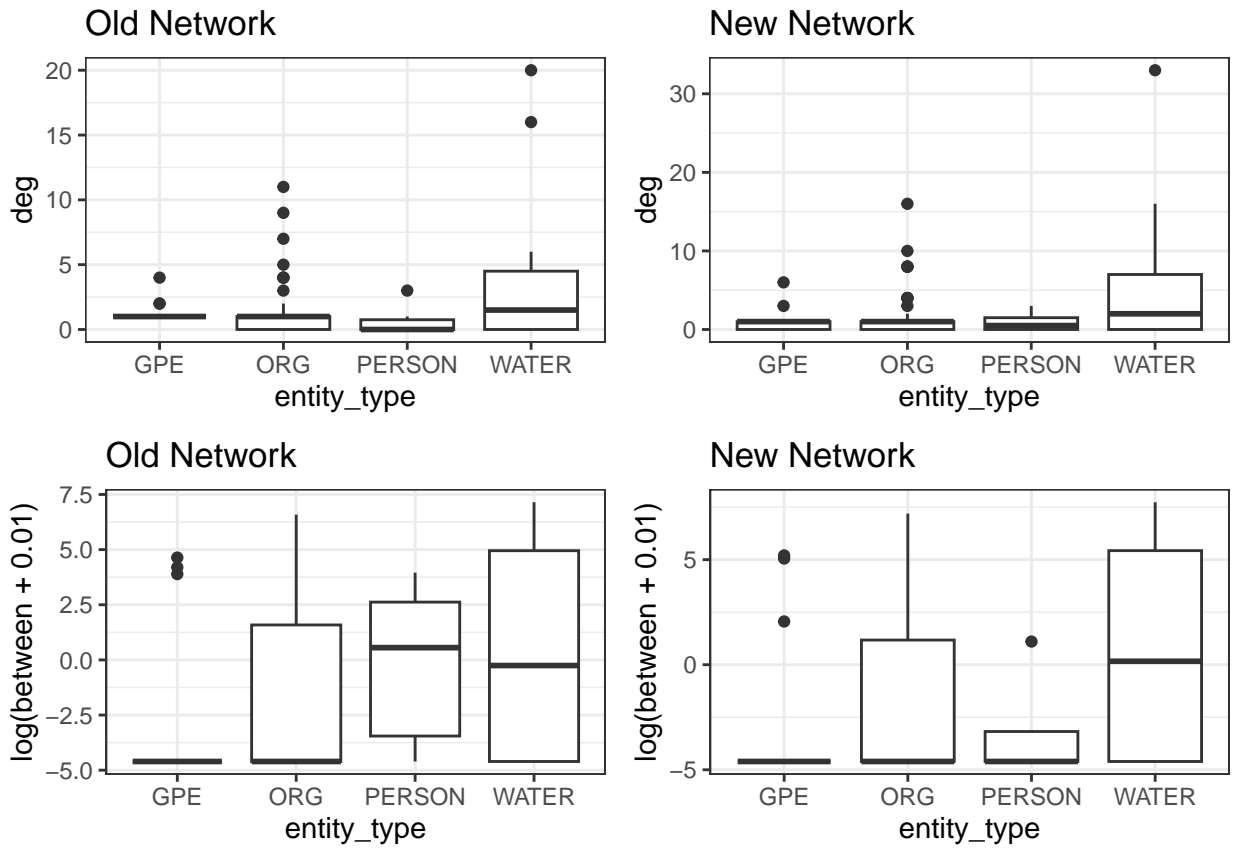 Old Network
New Network
deg
20
15
10
5
0
GPE ORG PERSON WATER
entity_type
deg
30
20
10
0
GPE ORG PERSON WATER
entity_type
Old Network
New Network
log(between + 0.01)
7.5
5.0
2.5
0.0
−2.5
−5.0
GPE ORG PERSON WATER
entity_type
log(between + 0.01)
5
0
−5
GPE ORG PERSON WATER
entity_type